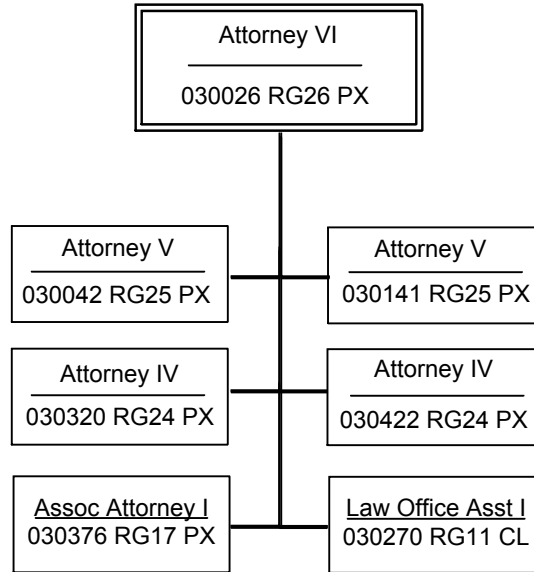 Attorney VI
030026 RG26 PX
Attorney V
030042 RG25 PX
Attorney V
030141 RG25 PX
Attorney IV
030320 RG24 PX
Attorney IV
030422 RG24 PX
Assoc Attorney I
030376 RG17 PX
Law Office Asst I
030270 RG11 CL